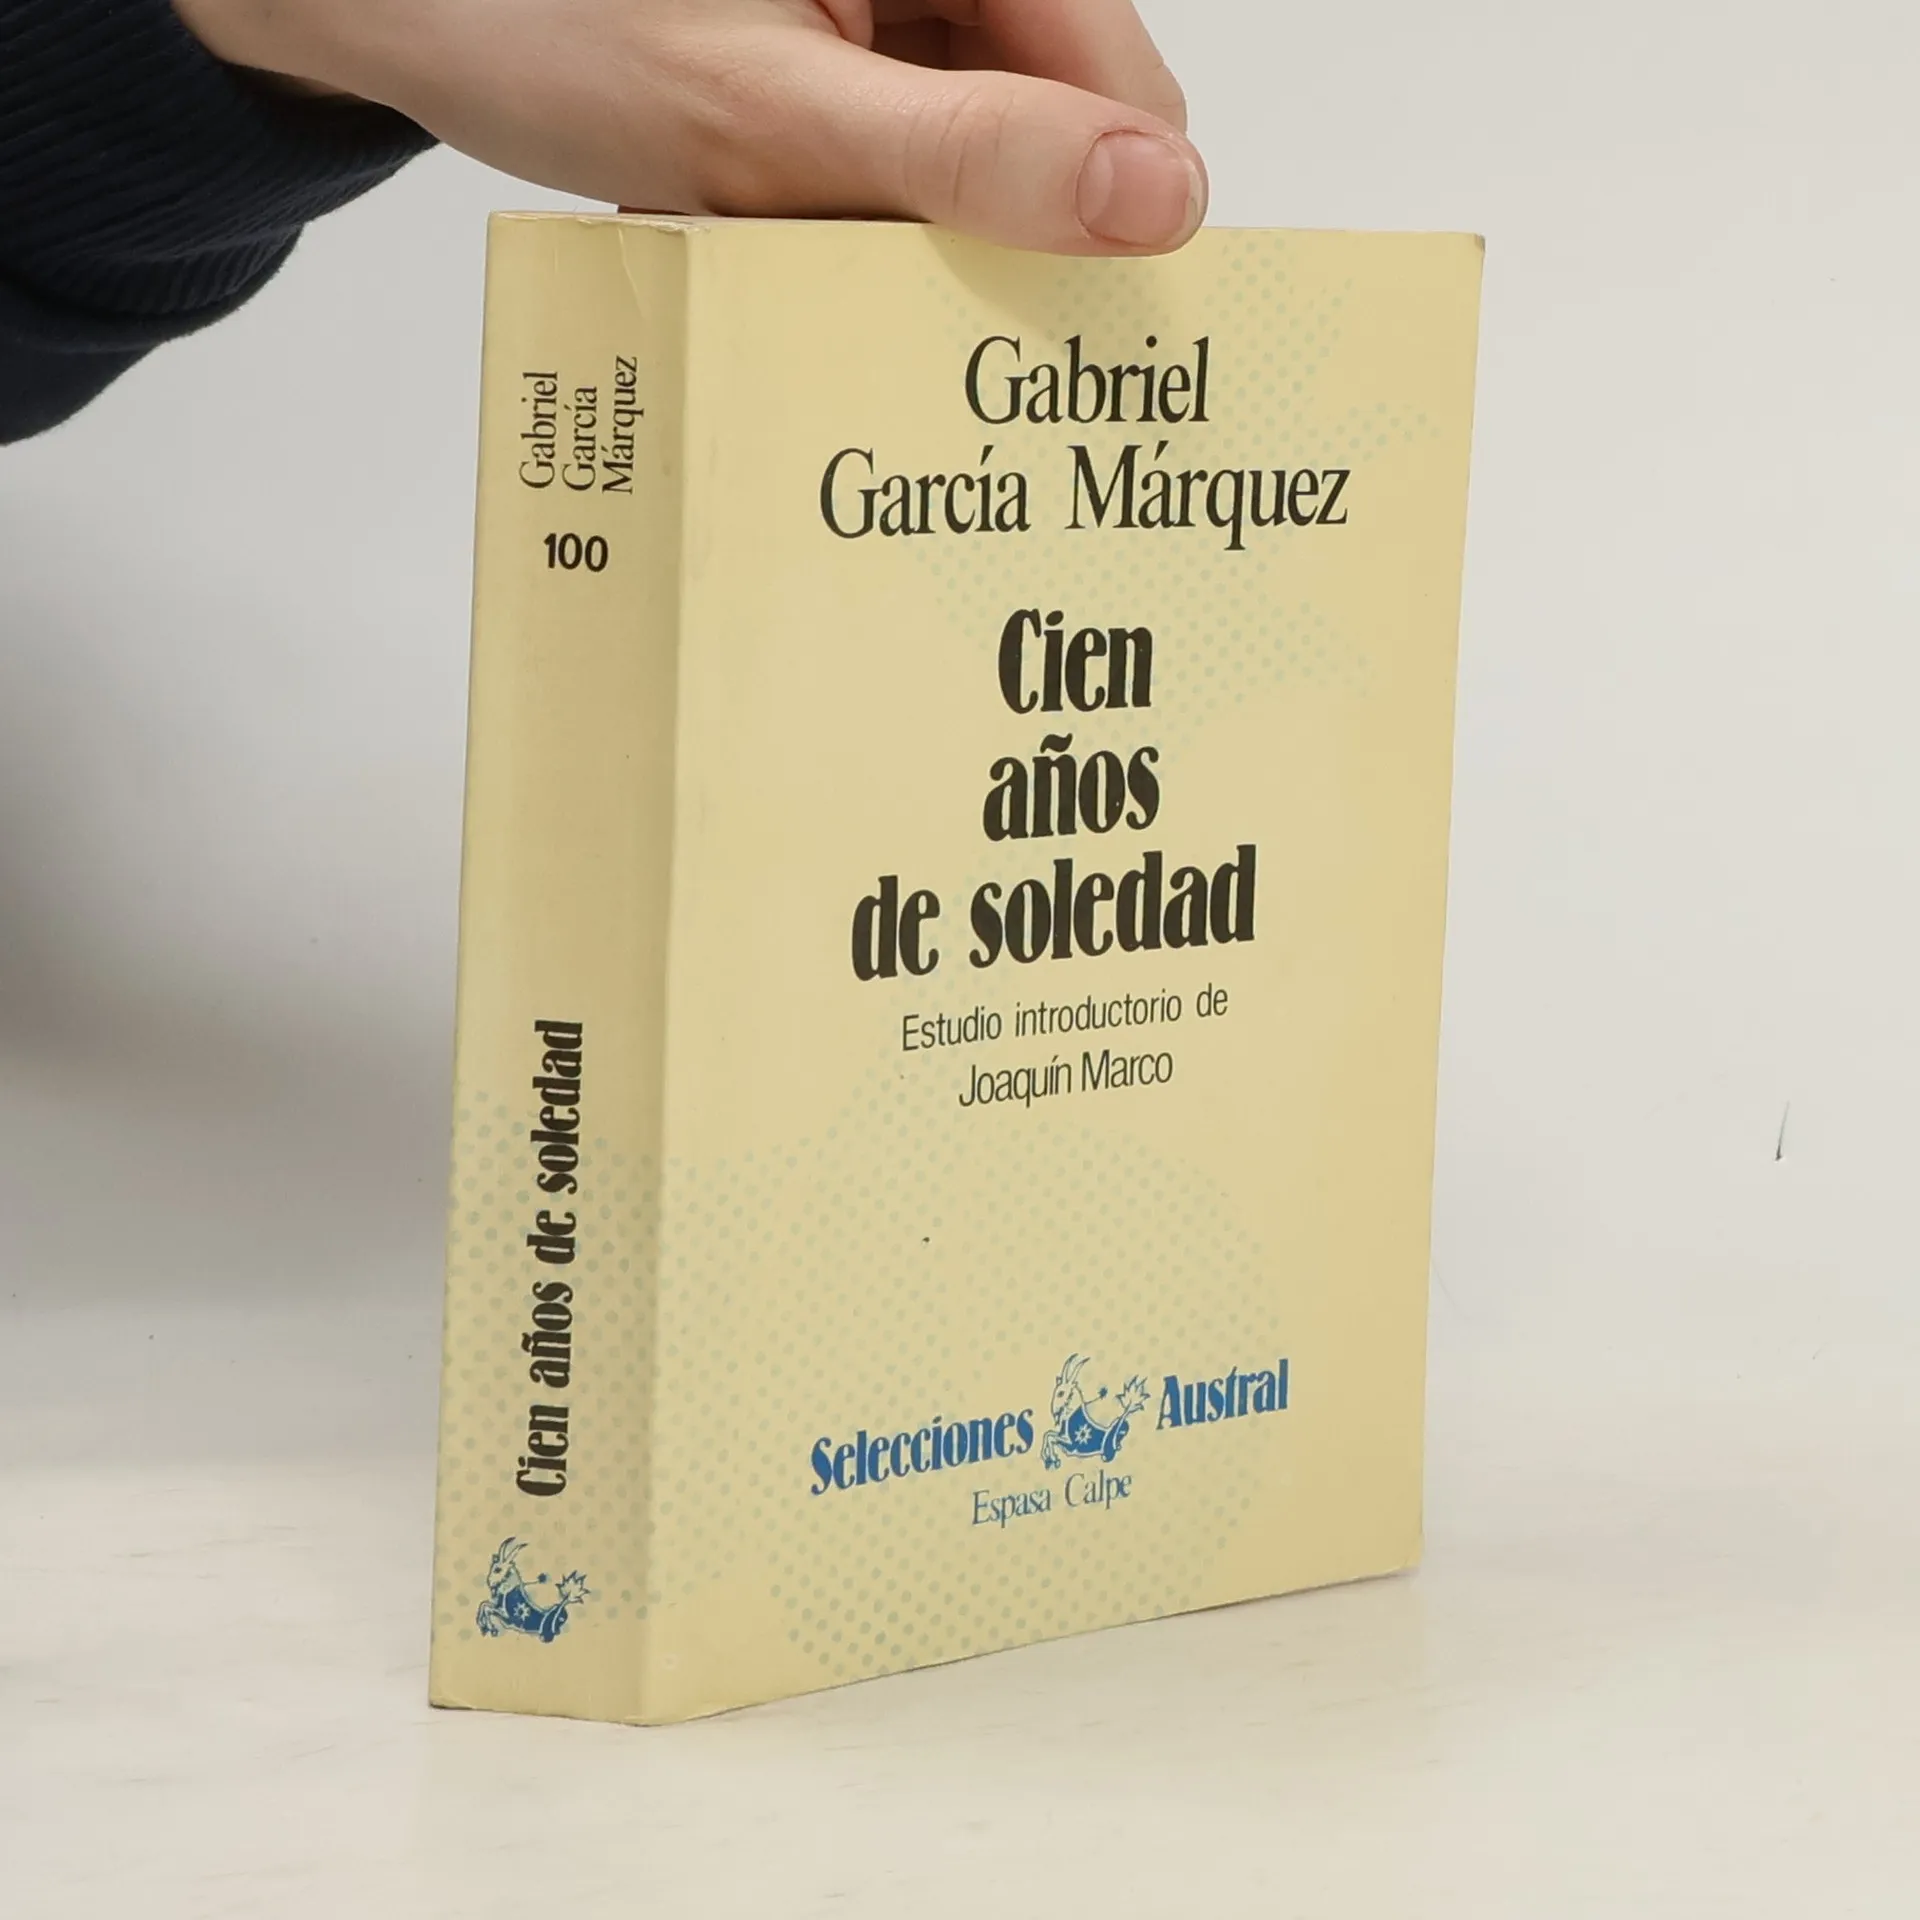 Gabriel
García
Márquez
100
Cien años de soledad
Gabriel
García Márquez
Cien
años
de soledad
Estudio introductorio de
Joaquín Marco
Selecciones Austral
Espasa Calpe